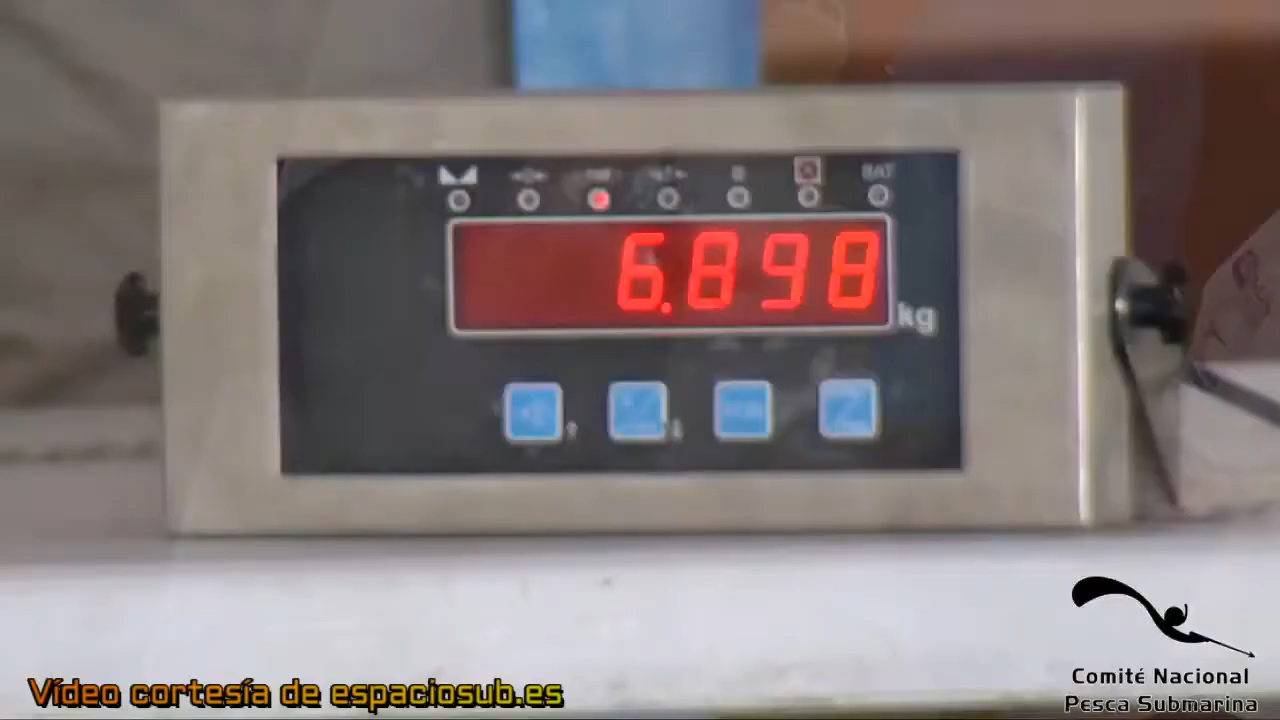 BAT
6.898
kg
Vídeo cortesía de espaciosub.es
Comité Nacional
Pesca Submarina